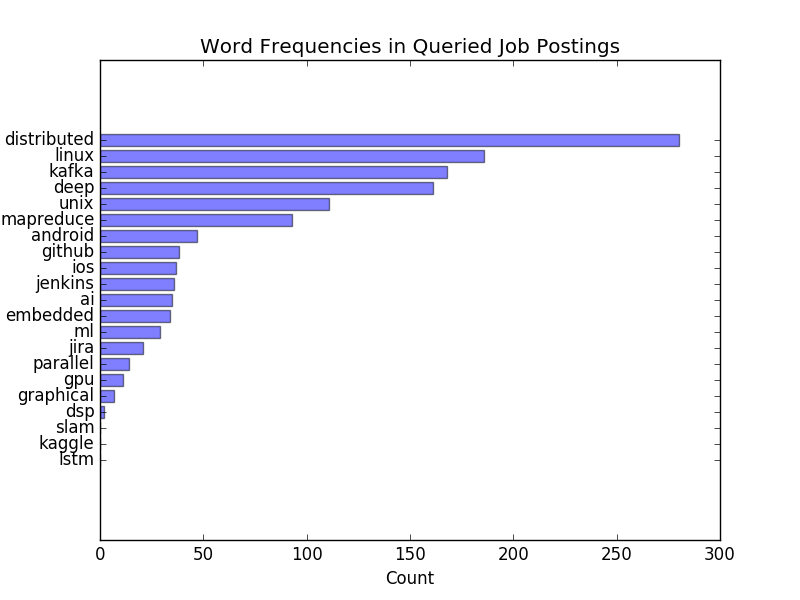 Word Frequencies in Queried Job Postings
distributed
linux
kafka
deep
unix
mapreduce
android
github
ios
jenkins
ai
embedded
ml
jira
parallel
gpu
graphical
dsp
slam
kaggle
lstm
0 50 100 150 200 250 300
Count